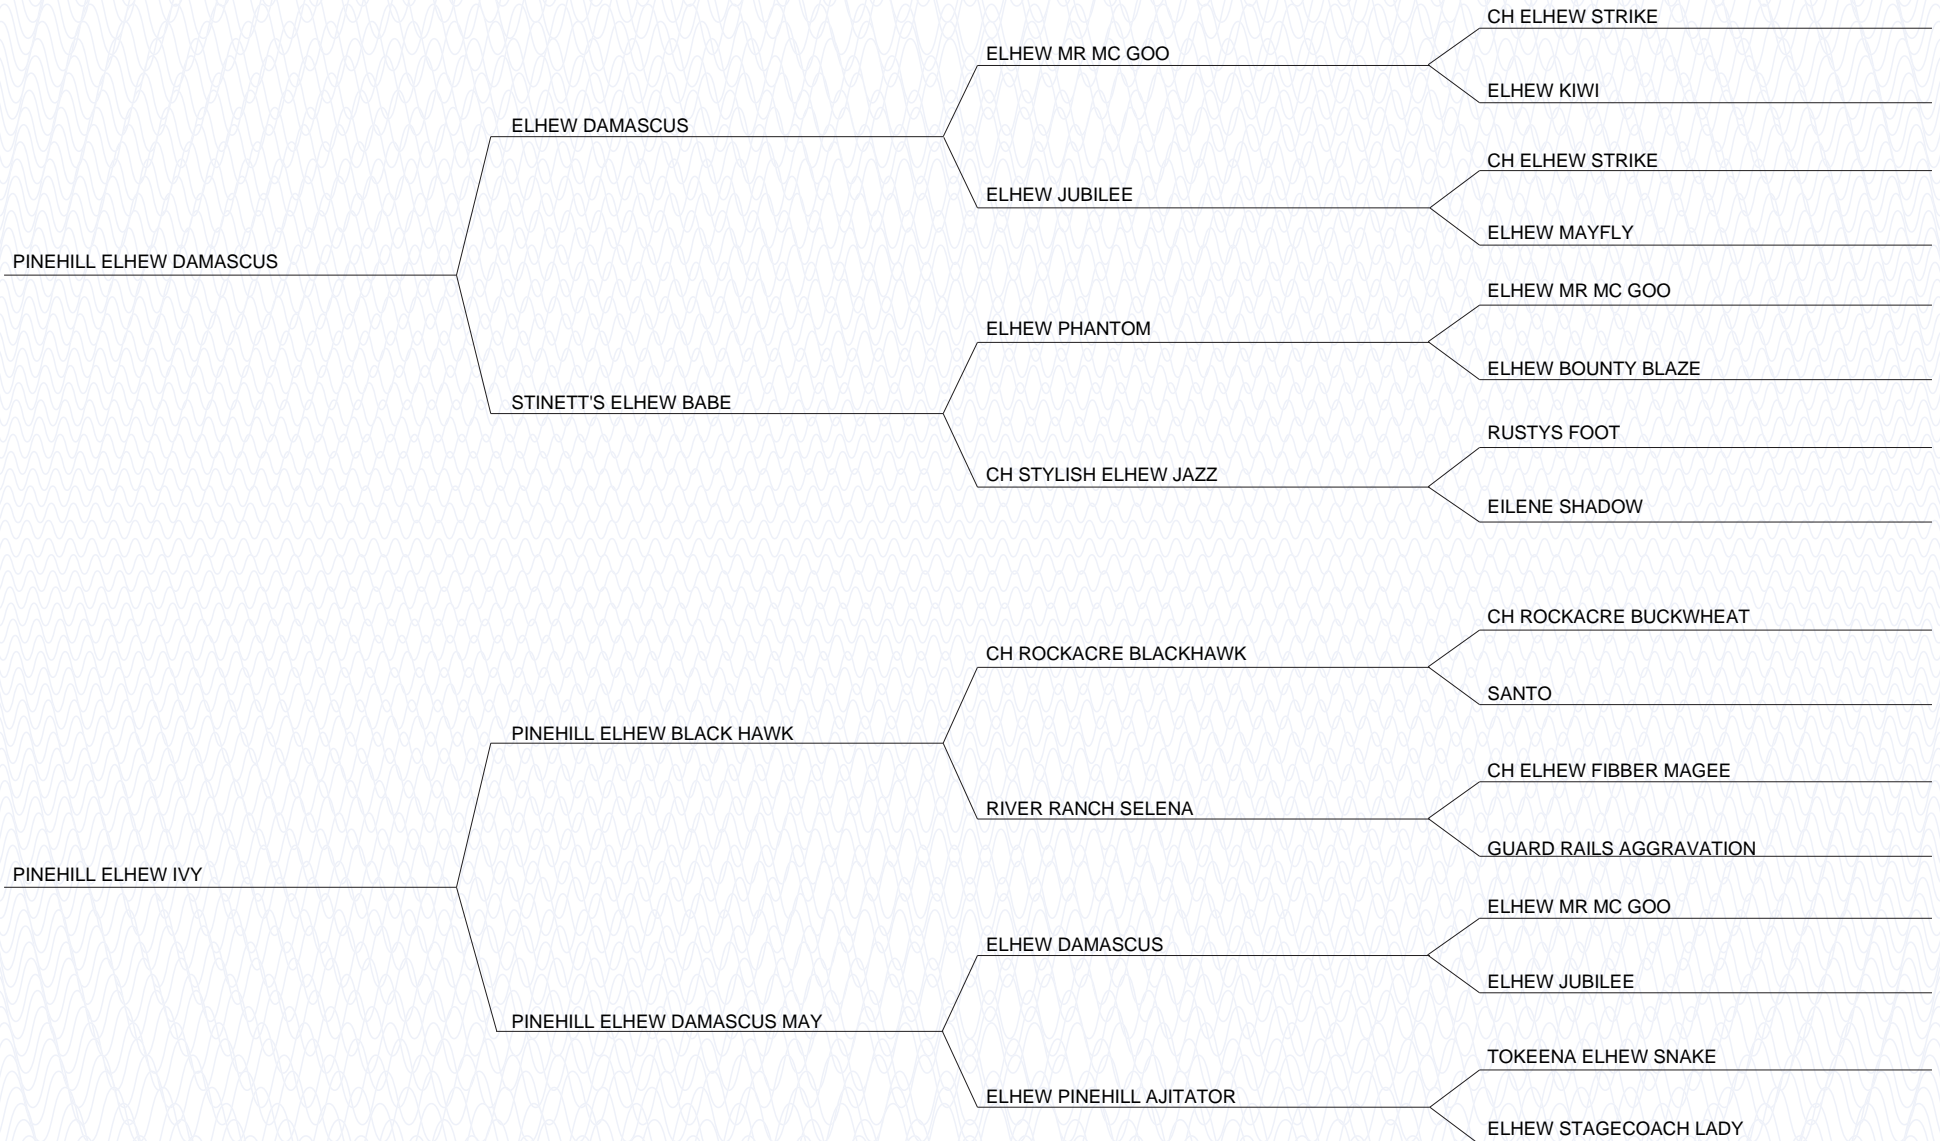 CH ELHEW STRIKE
ELHEW MR MC GOO
ELHEW KIWI
ELHEW DAMASCUS
CH ELHEW STRIKE
ELHEW JUBILEE
ELHEW MAYFLY
PINEHILL ELHEW DAMASCUS
ELHEW MR MC GOO
ELHEW PHANTOM
ELHEW BOUNTY BLAZE
STINETT'S ELHEW BABE
RUSTYS FOOT
CH STYLISH ELHEW JAZZ
EILENE SHADOW
CH ROCKACRE BUCKWHEAT
CH ROCKACRE BLACKHAWK
SANTO
PINEHILL ELHEW BLACK HAWK
CH ELHEW FIBBER MAGEE
RIVER RANCH SELENA
GUARD RAILS AGGRAVATION
PINEHILL ELHEW IVY
ELHEW MR MC GOO
ELHEW DAMASCUS
ELHEW JUBILEE
PINEHILL ELHEW DAMASCUS MAY
TOKEENA ELHEW SNAKE
ELHEW PINEHILL AJITATOR
ELHEW STAGECOACH LADY